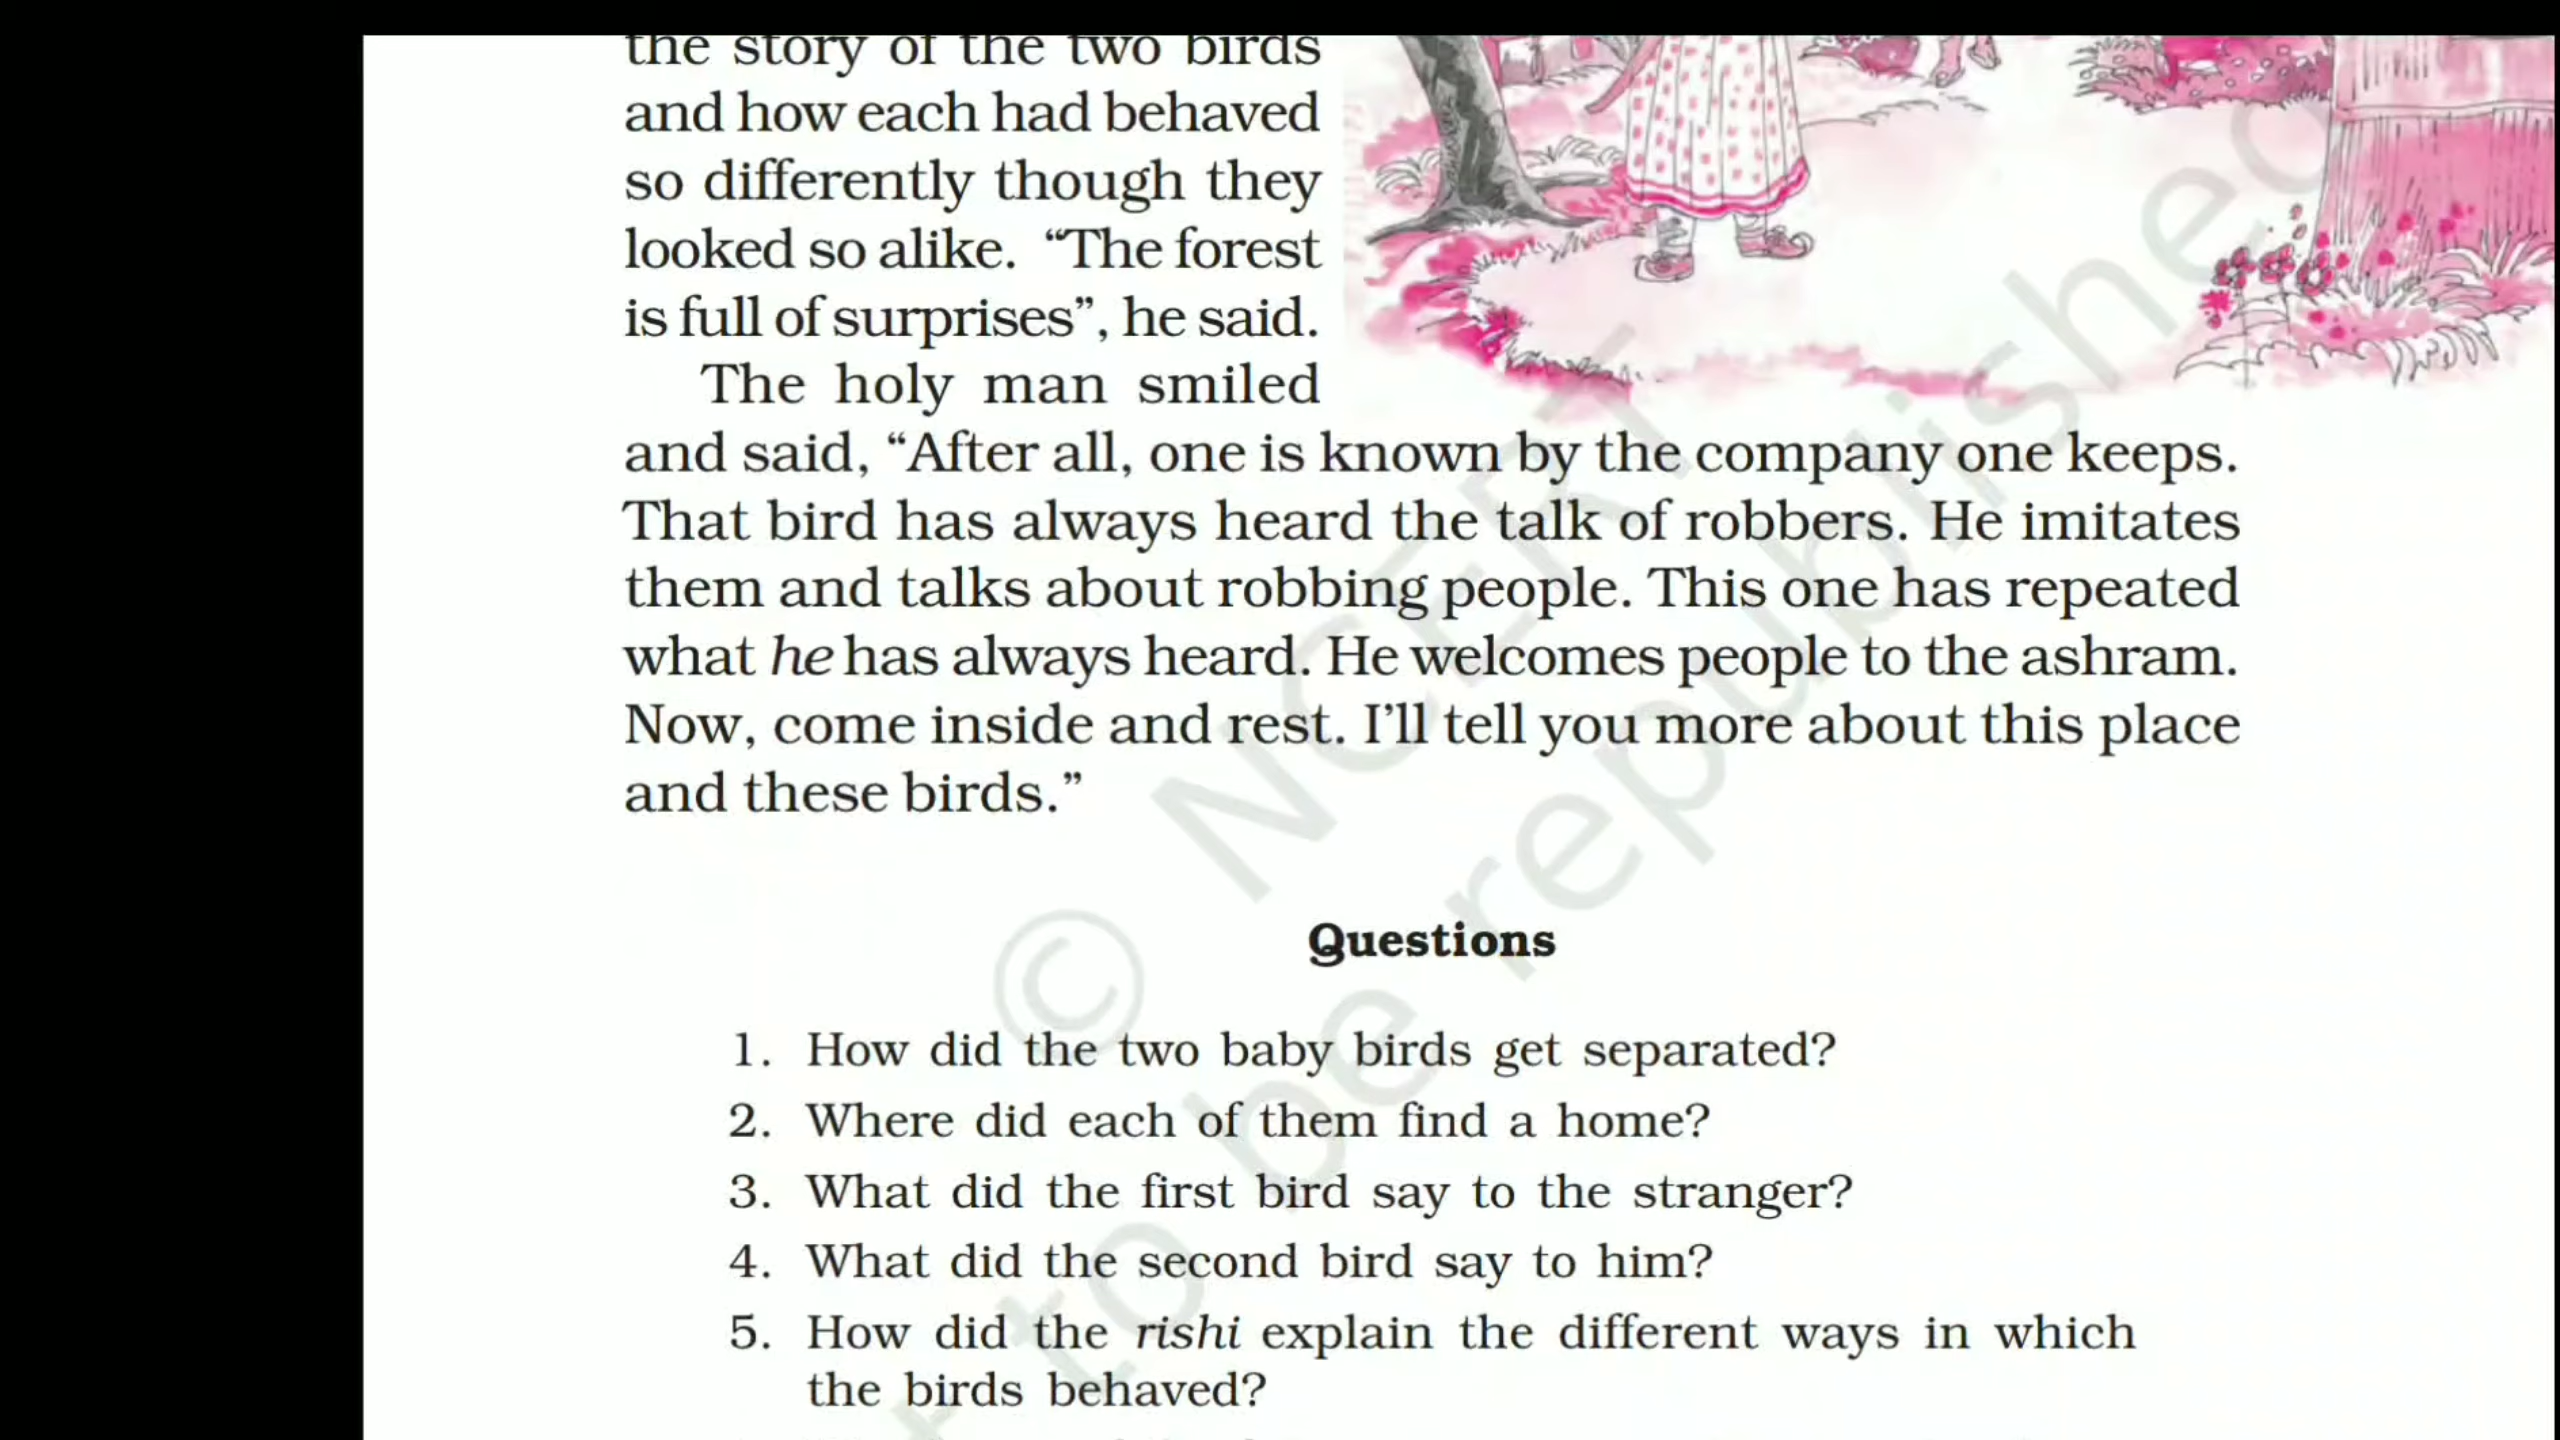 the story of the two birds
and how each had behaved
so differently though they
looked so alike. “The forest
is full of surprises”, he said.
The holy man smiled
and said, “After all, one is known by the company one keeps.
That bird has always heard the talk of robbers. He imitates
them and talks about robbing people. This one has repeated
what he has always heard. He welcomes people to the ashram.
Now, come inside and rest. I’ll tell you more about this place
and these birds.”
Questions
1. How did the two baby birds get separated?
2. Where did each of them find a home?
3. What did the first bird say to the stranger?
4. What did the second bird say to him?
5. How did the rishi explain the different ways in which
the birds behaved?
© NCERT
to be republished